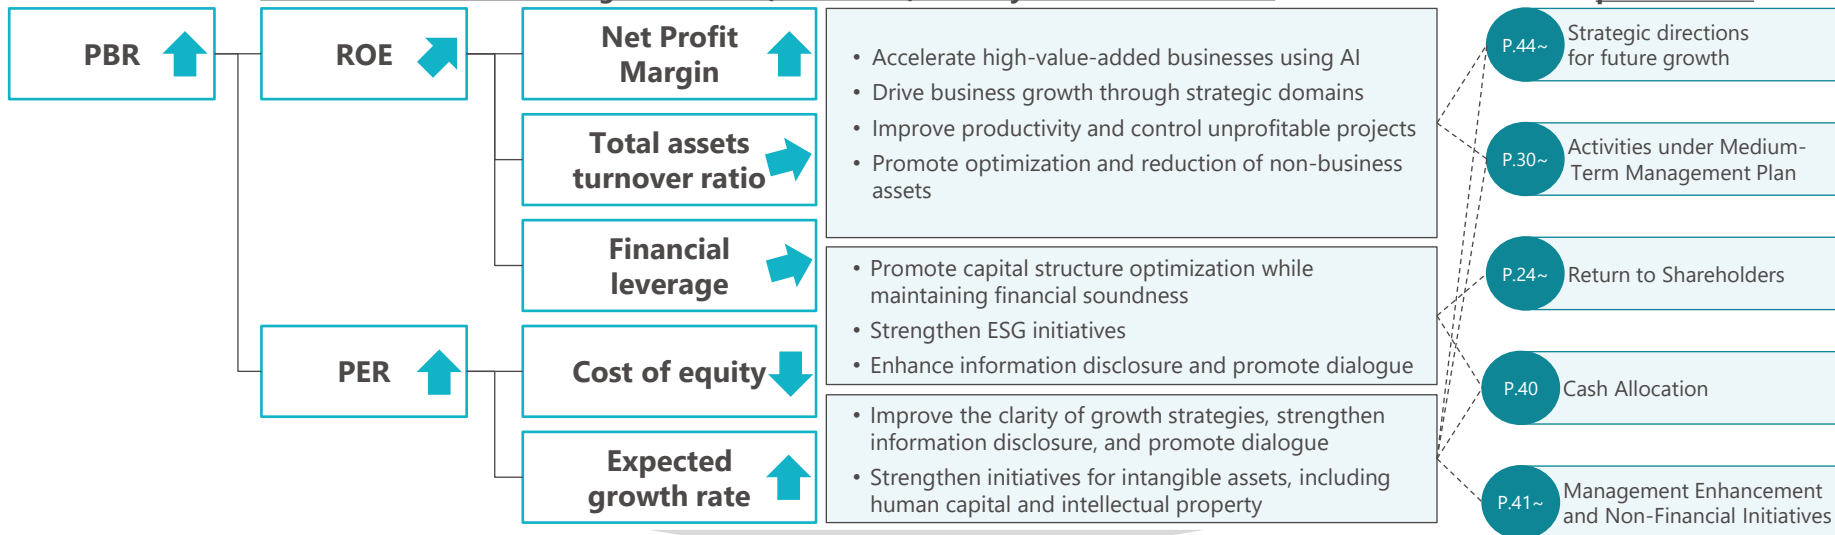 PBR
ROE
Net Profit
Margin
Total assets
turnover ratio
Financial
leverage
PER
Cost of equity
Expected
growth rate
• Accelerate high-value-added businesses using AI
• Drive business growth through strategic domains
• Improve productivity and control unprofitable projects
• Promote optimization and reduction of non-business
assets
• Promote capital structure optimization while
maintaining financial soundness
• Strengthen ESG initiatives
• Enhance information disclosure and promote dialogue
• Improve the clarity of growth strategies, strengthen
information disclosure, and promote dialogue
• Strengthen initiatives for intangible assets, including
human capital and intellectual property
P.44~
Strategic directions
for future growth
P.30~
Activities under Medium-
Term Management Plan
P.24~
Return to Shareholders
P.40
Cash Allocation
P.41~
Management Enhancement
and Non-Financial Initiatives